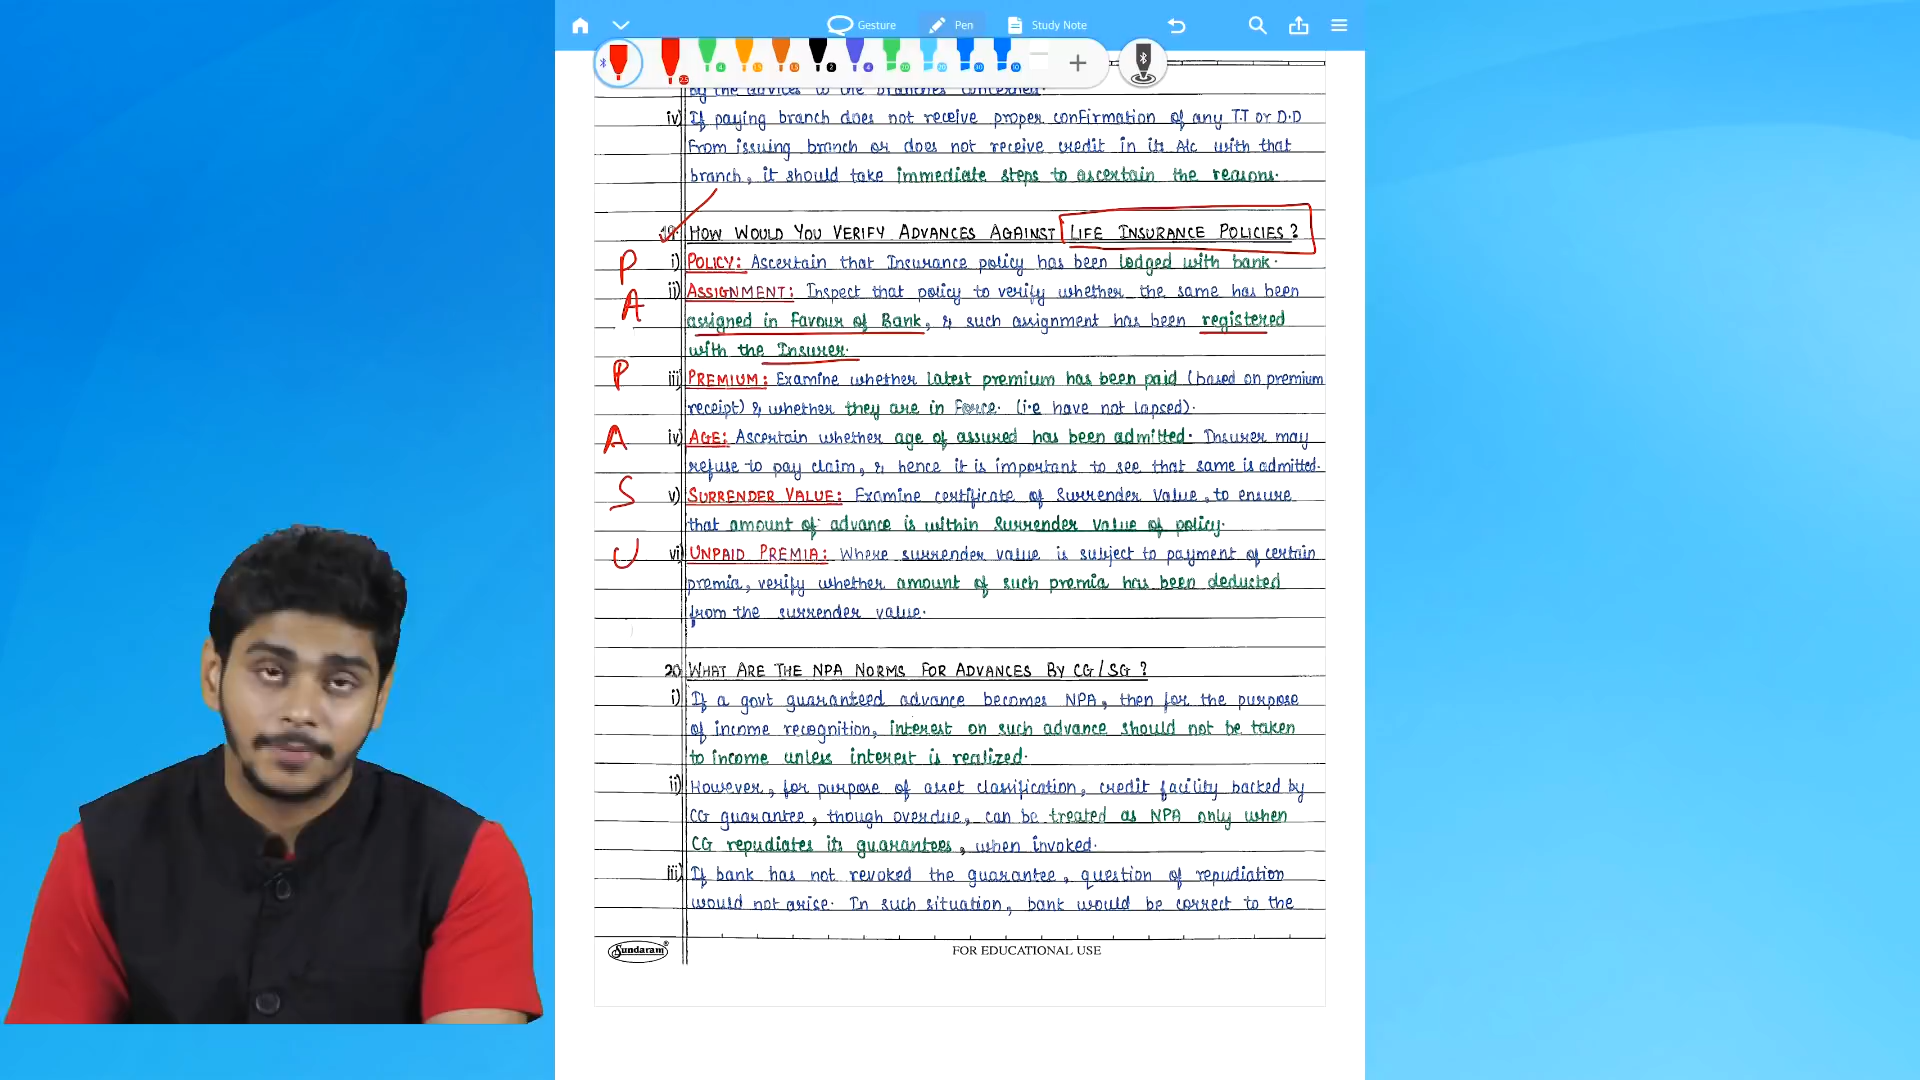 Gesture Pen Study Note
by the advices to the branches concerned.
iv) If paying branch does not receive proper confirmation of any T.T or D.D
From issuing branch or does not receive credit in its A/c with that
branch, it should take immediate steps to ascertain the reasons.
19. HOW WOULD YOU VERIFY ADVANCES AGAINST LIFE INSURANCE POLICIES?
P i) POLICY: Ascertain that Insurance policy has been lodged with bank.
A ii) ASSIGNMENT: Inspect that policy to verify whether the same has been
assigned in Favour of Bank, & such assignment has been registered
with the Insurer.
P iii) PREMIUM: Examine whether latest premium has been paid (based on premium
receipt) & whether they are in Force. (i.e have not lapsed).
A iv) AGE: Ascertain whether age of assured has been admitted. Insurer may
refuse to pay claim, & hence it is important to see that same is admitted.
S v) SURRENDER VALUE: Examine certificate of Surrender Value, to ensure
that amount of advance is within Surrender Value of policy.
U vi) UNPAID PREMIA: Where surrender value is subject to payment of certain
premia, verify whether amount of such premia has been deducted
from the surrender value.
20. WHAT ARE THE NPA NORMS FOR ADVANCES BY CG/SG?
i) If a govt guaranteed advance becomes NPA, then for the purpose
of income recognition, interest on such advance should not be taken
to income unless interest is realized.
ii) However, for purpose of asset classification, credit facility backed by
CG guarantee, though overdue, can be treated as NPA only when
CG repudiates its guarantees, when invoked.
iii) If bank has not revoked the guarantee, question of repudiation
would not arise. In such situation, bank would be correct to the
Sundaram® FOR EDUCATIONAL USE